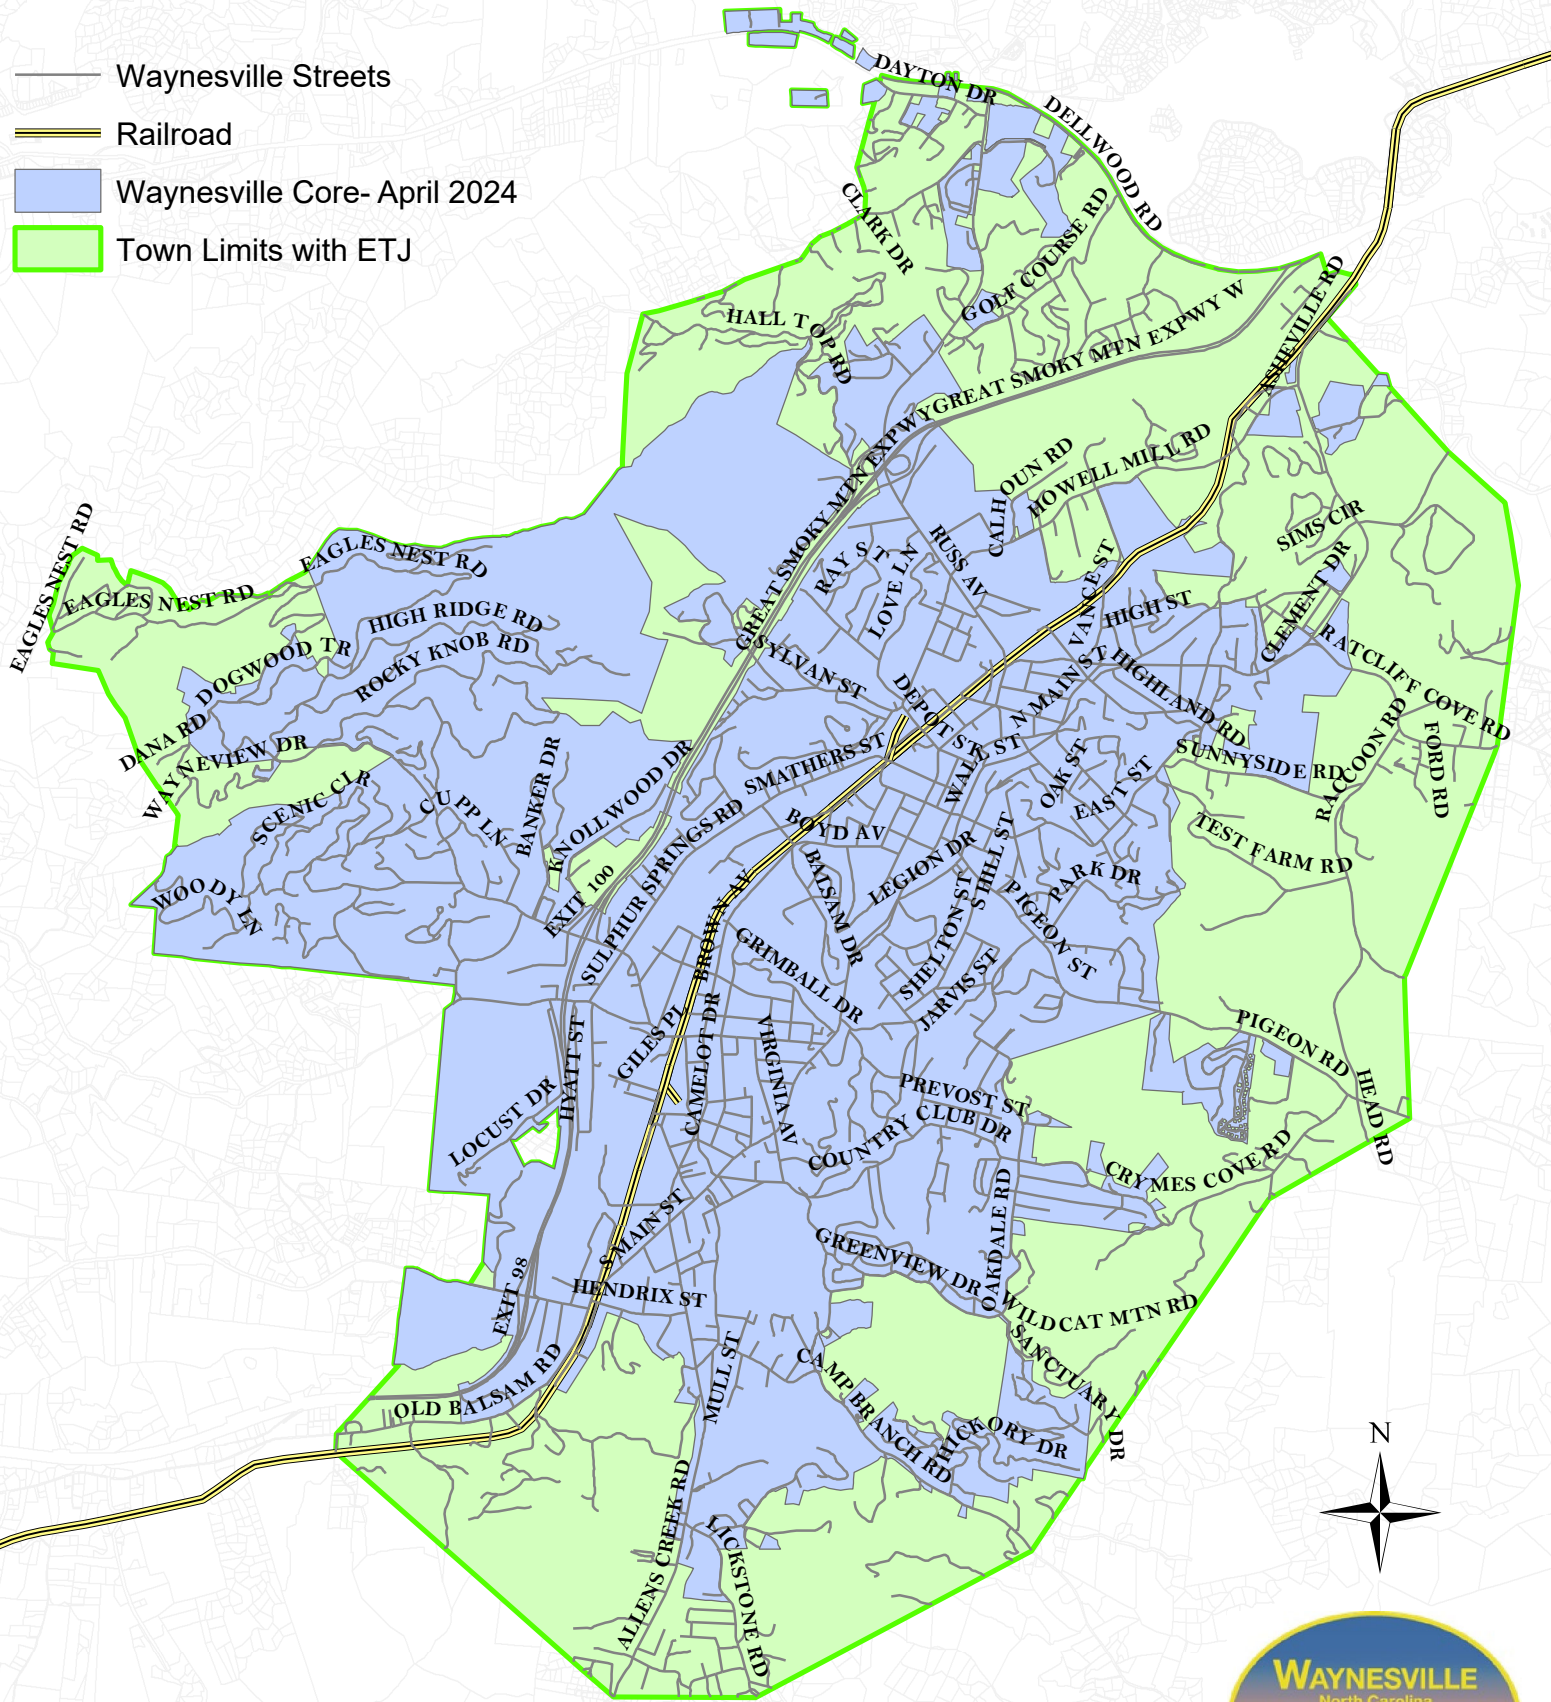 Waynesville Streets
Railroad
Waynesville Core- April 2024
Town Limits with ETJ
DAYTON DR
DELLWOOD RD
CLARK DR
GOLF COURSE RD
HALL TOP RD
GREAT SMOKY MTN EXPWY W
ASHEVILLE RD
GREAT SMOKY MTN EXPWY
CALHOUN RD
HOWELL MILL RD
SIMS CIR
EAGLES NEST RD
EAGLES NEST RD
EAGLES NEST RD
RAY ST
LOVE LN
RUSS AV
VANCE ST
HIGH ST
CLEMENT DR
RATCLIFF COVE RD
HIGH RIDGE RD
DOGWOOD TR
ROCKY KNOB RD
SYLVAN ST
DEPOT ST
N MAIN ST
HIGHLAND RD
DANA RD
WAYNEVIEW DR
SCENIC CIR
CUPP LN
BANKER DR
KNOLLWOOD DR
SMATHERS ST
WALL ST
OAK ST
EAST ST
SUNNYSIDE RD
RACCOON RD
FORD RD
WOODY LN
EXIT 100
SULPHUR SPRINGS RD
BOYD AV
BALSAM DR
LEGION DR
S HILL ST
PARK DR
TEST FARM RD
BROWN AV
GRIMBALL DR
SHELTON ST
JARVIS ST
PIGEON ST
PIGEON RD
HYATT ST
GILES PL
CAMELOT DR
VIRGINIA AV
PREVOST ST
HEAD RD
LOCUST DR
COUNTRY CLUB DR
CRYMES COVE RD
S MAIN ST
GREENVIEW DR
OAKDALE RD
EXIT 98
HENDRIX ST
WILDCAT MTN RD
SANCTUARY DR
OLD BALSAM RD
MULL ST
CAMP BRANCH RD
HICKORY DR
ALLENS CREEK RD
LICKSTONE RD
N
WAYNESVILLE
North Carolina